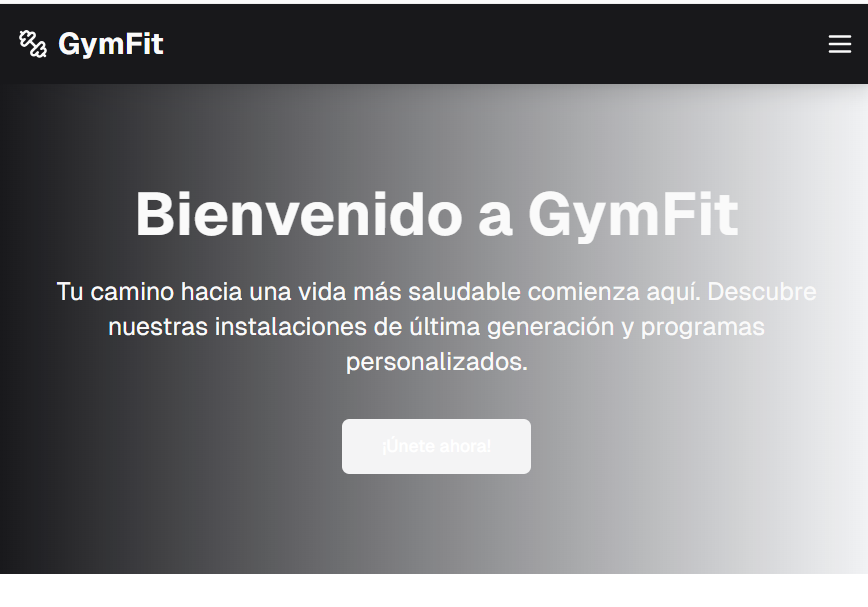 GymFit
Bienvenido a GymFit
Tu camino hacia una vida más saludable comienza aquí. Descubre
nuestras instalaciones de última generación y programas
personalizados.
¡Únete ahora!